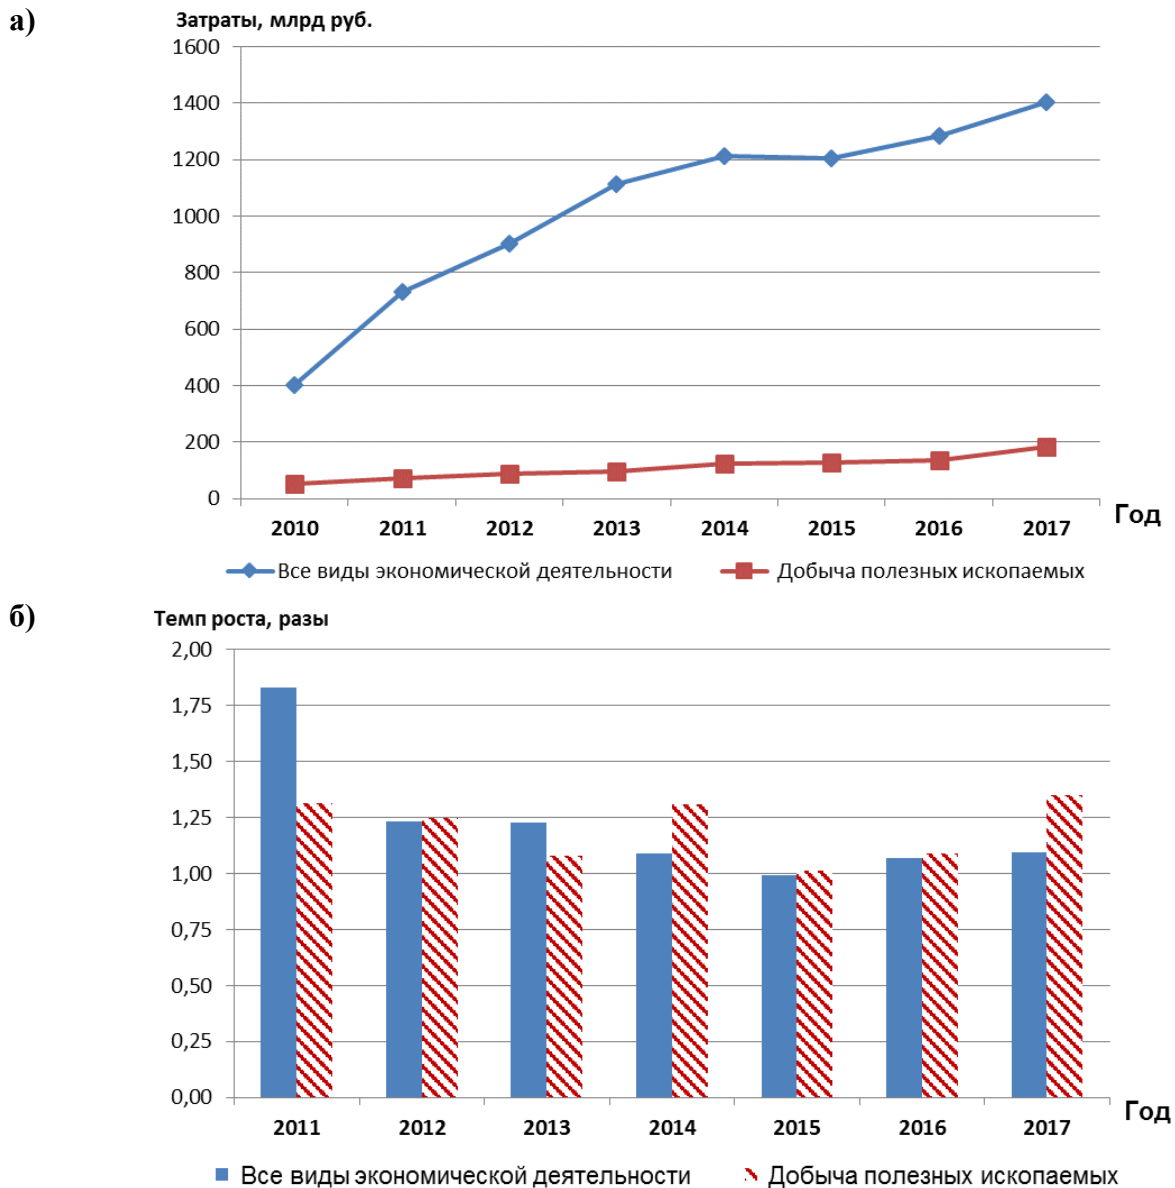 а)
Затраты, млрд руб.
1600
1400
1200
1000
800
600
400
200
0
2010 2011 2012 2013 2014 2015 2016 2017
Год
Все виды экономической деятельности Добыча полезных ископаемых
б)
Темп роста, разы
2,00
1,75
1,50
1,25
1,00
0,75
0,50
0,25
0,00
2011 2012 2013 2014 2015 2016 2017
Год
Все виды экономической деятельности Добыча полезных ископаемых